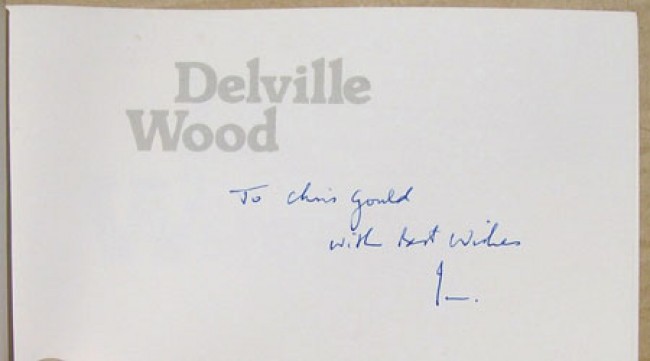 Delville
Wood
To Chris Gould
with Best Wishes